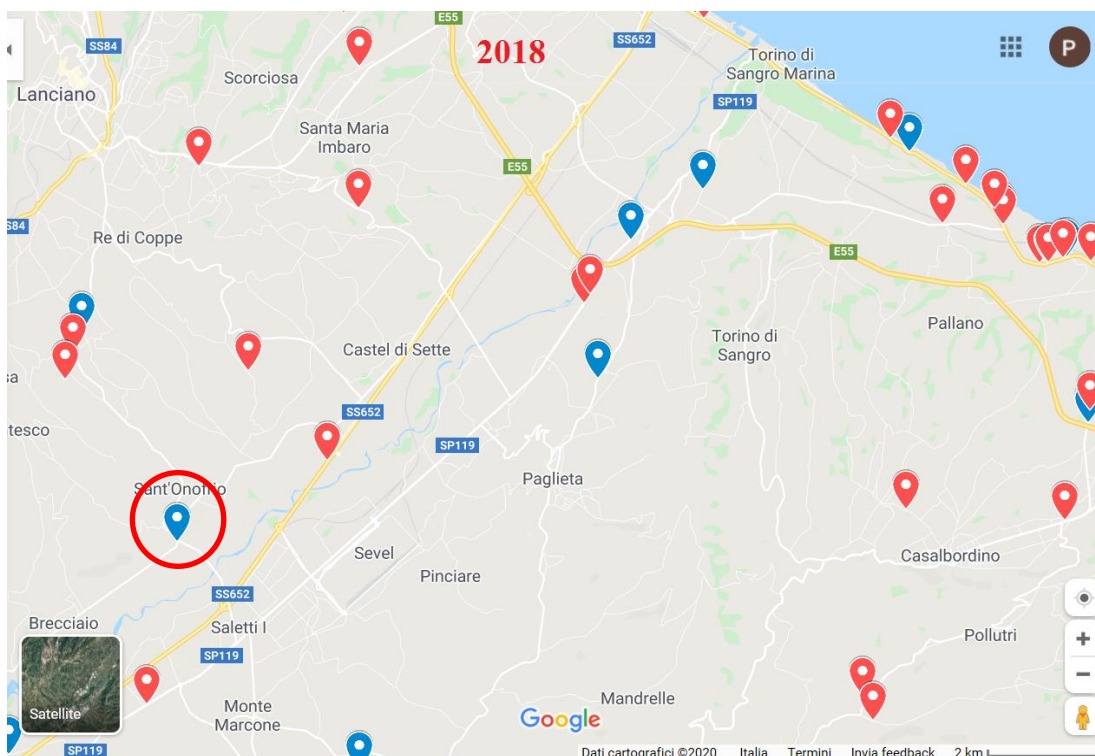 E55
2018
SS652
SS84
Scorciosa
Lanciano
Torino di
Sangro Marina
P
SP119
Santa Maria
Imbaro
E55
S84
Re di Coppe
E55
Pallano
Castel di Sette
Torino di
Sangro
sa
SS652
tesco
SP119
Paglieta
Sant'Onofrio
Sevel
Pinciare
Casalbordino
SS652
Brecciaio
Saletti I
Pollutri
SP119
Satellite
Monte
Marcone
Mandrelle
Google
SP119
Dati cartografici ©2020 Italia Termini Invia feedback 2 km